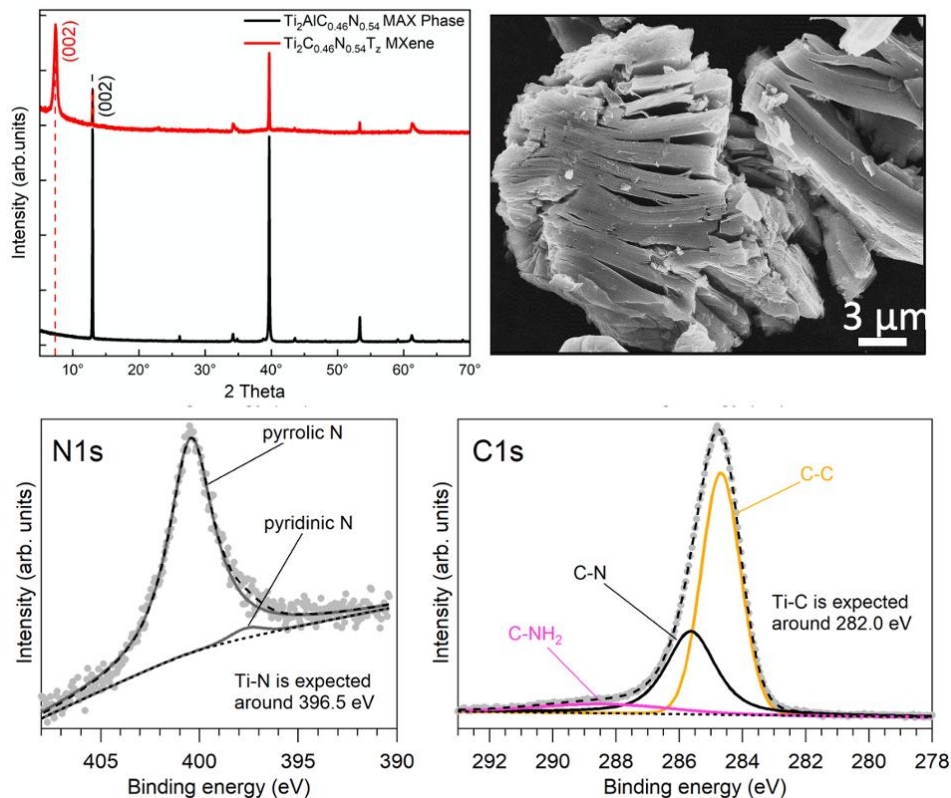 Ti₂AlC₀.₄₆N₀.₅₄ MAX Phase
Ti₂C₀.₄₆N₀.₅₄T_z MXene
(002)
(002)
Intensity (arb.units)
5° 10° 20° 30° 40° 50° 60° 70°
2 Theta
3 µm
N1s
pyrrolic N
pyridinic N
Ti-N is expected
around 396.5 eV
Intensity (arb. units)
405 400 395 390
Binding energy (eV)
C1s
C-C
C-N
C-NH₂
Ti-C is expected
around 282.0 eV
Intensity (arb. units)
292 290 288 286 284 282 280 278
Binding energy (eV)